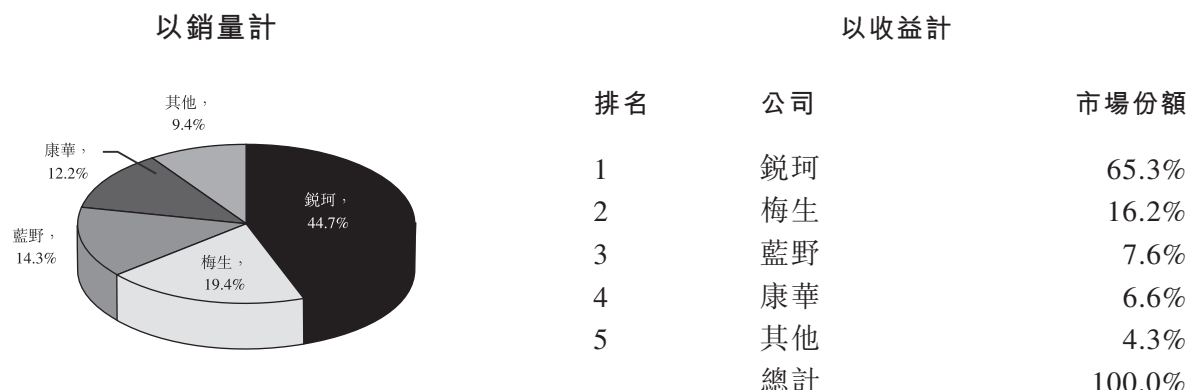 以銷量計
其他，
9.4%
康華，
12.2%
銳珂，
44.7%
藍野，
14.3%
梅生，
19.4%
以收益計
排名 公司 市場份額
1 銳珂 65.3%
2 梅生 16.2%
3 藍野 7.6%
4 康華 6.6%
5 其他 4.3%
總計 100.0%